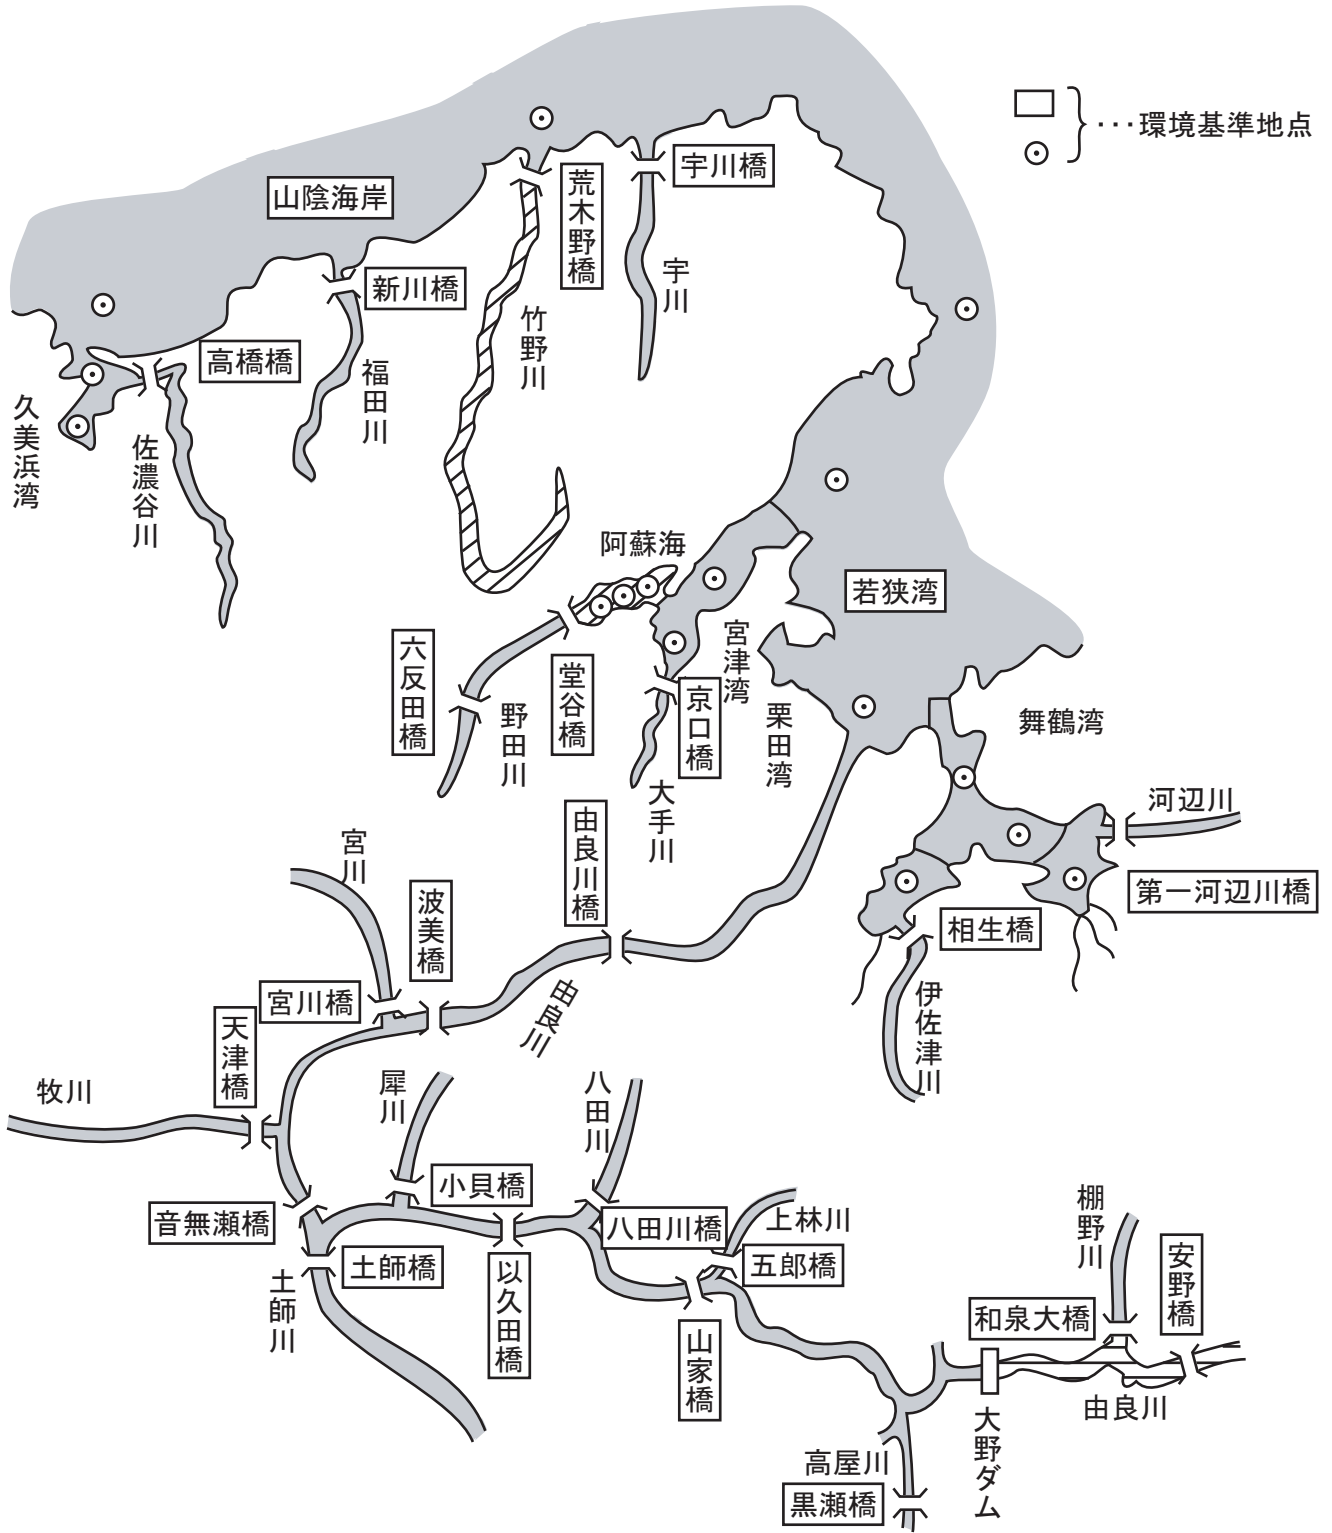 ･･･環境基準地点
宇川橋
山陰海岸
荒木野橋
新川橋
宇川
竹野川
高橋橋
福田川
久美浜湾
佐濃谷川
阿蘇海
若狭湾
六反田橋
堂谷橋
宮津湾
京口橋
野田川
栗田湾
舞鶴湾
大手川
河辺川
由良川橋
宮川
波美橋
第一河辺川橋
相生橋
宮川橋
由良川
伊佐津川
天津橋
牧川
犀川
八田川
小貝橋
音無瀬橋
八田川橋
上林川
棚野川
土師橋
五郎橋
安野橋
土師川
以久田橋
和泉大橋
山家橋
由良川
大野ダム
高屋川
黒瀬橋